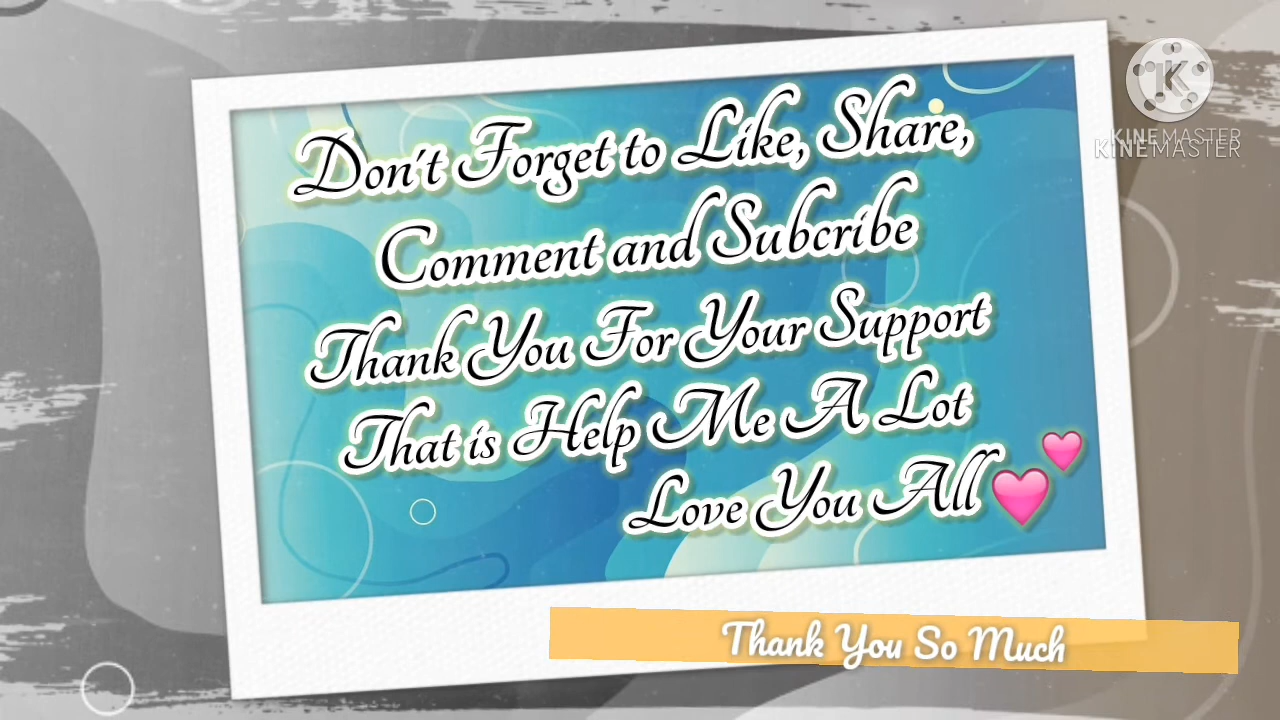 Don't Forget to Like, Share,
Comment and Subcribe
Thank You For Your Support
That is Help Me A Lot
Love You All 💕
Thank You So Much
K
KINEMASTER
KINEMASTER